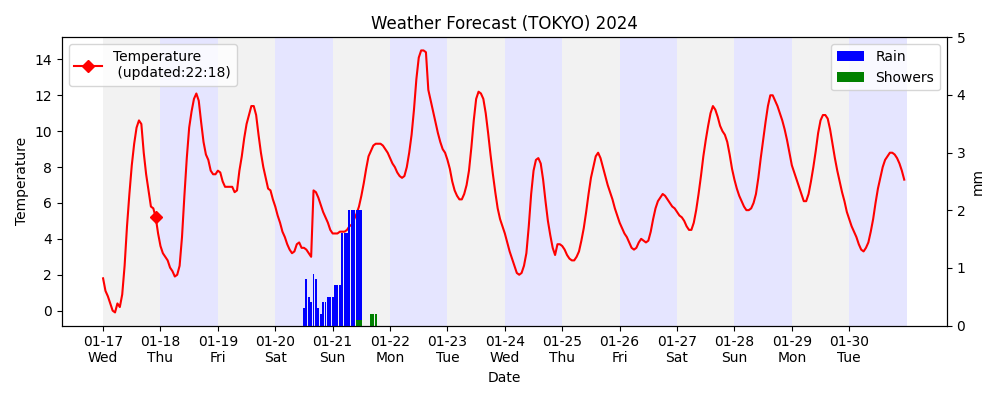 Weather Forecast (TOKYO) 2024
Temperature
(updated:22:18)
Rain
Showers
Temperature
14
12
10
8
6
4
2
0
5
4
3
2
1
0
mm
01-17 01-18 01-19 01-20 01-21 01-22 01-23 01-24 01-25 01-26 01-27 01-28 01-29 01-30
Wed Thu Fri Sat Sun Mon Tue Wed Thu Fri Sat Sun Mon Tue
Date